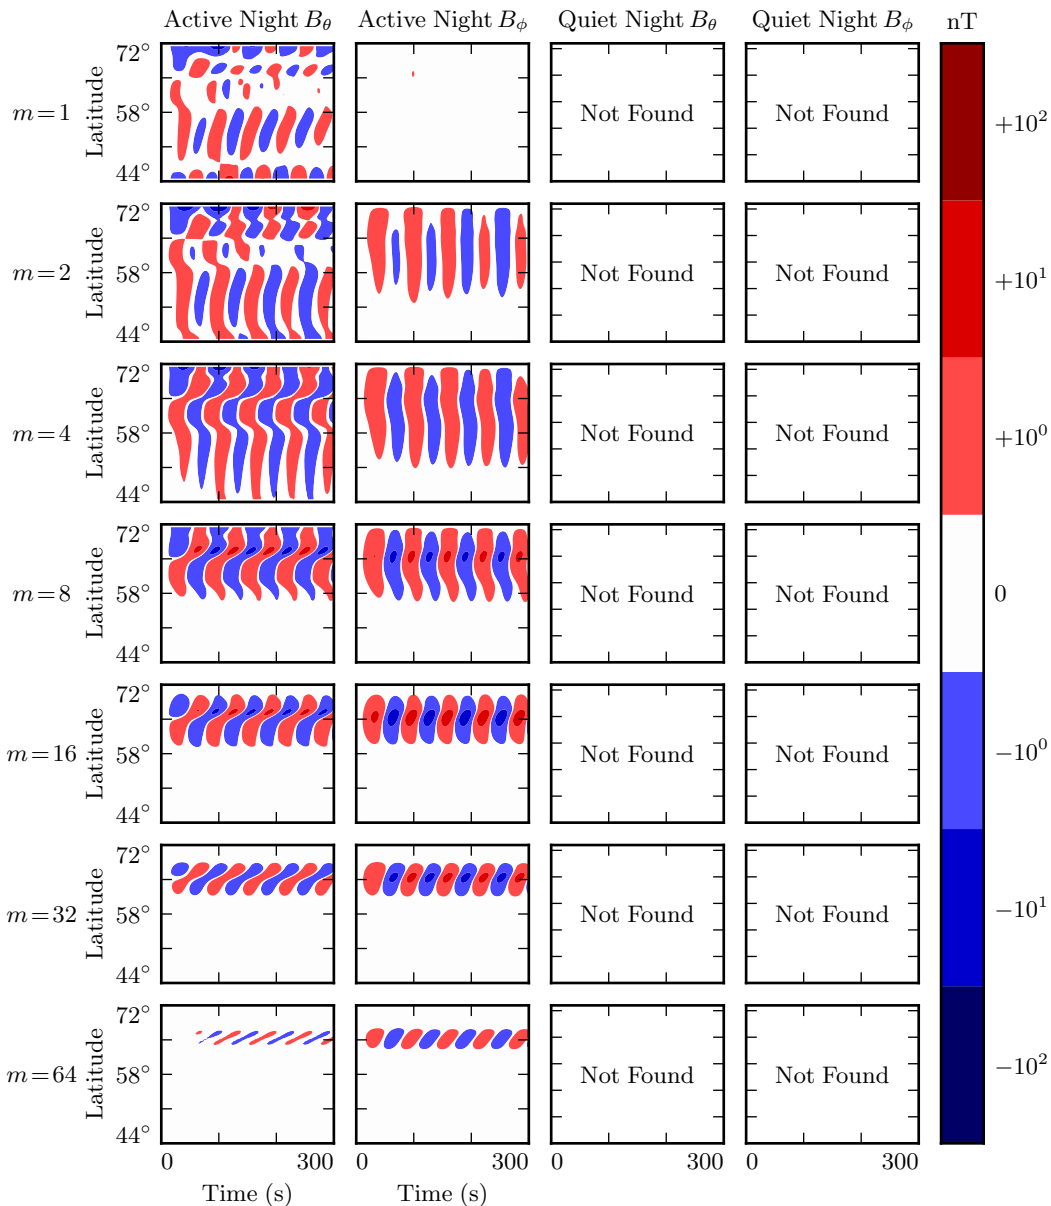 Active Night B_θ Active Night B_ϕ Quiet Night B_θ Quiet Night B_ϕ nT
72°
m = 1 Latitude 58° Not Found Not Found +10²
44°
72°
m = 2 Latitude 58° Not Found Not Found +10¹
44°
72°
m = 4 Latitude 58° Not Found Not Found +10⁰
44°
72°
m = 8 Latitude 58° Not Found Not Found 0
44°
72°
m = 16 Latitude 58° Not Found Not Found −10⁰
44°
72°
m = 32 Latitude 58° Not Found Not Found −10¹
44°
72°
m = 64 Latitude 58° Not Found Not Found −10²
44°
0 300 0 300 0 300 0 300
Time (s) Time (s)